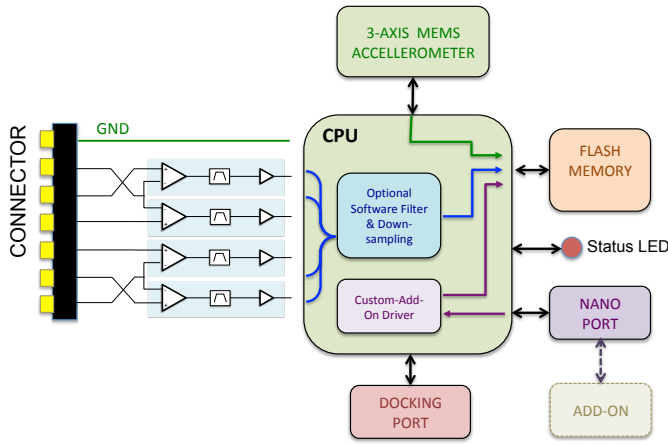 3-AXIS MEMS
ACCELLEROMETER
CONNECTOR
GND
CPU
Optional
Software Filter
& Down-
sampling
Custom-Add-
On Driver
FLASH
MEMORY
Status LED
NANO
PORT
DOCKING
PORT
ADD-ON